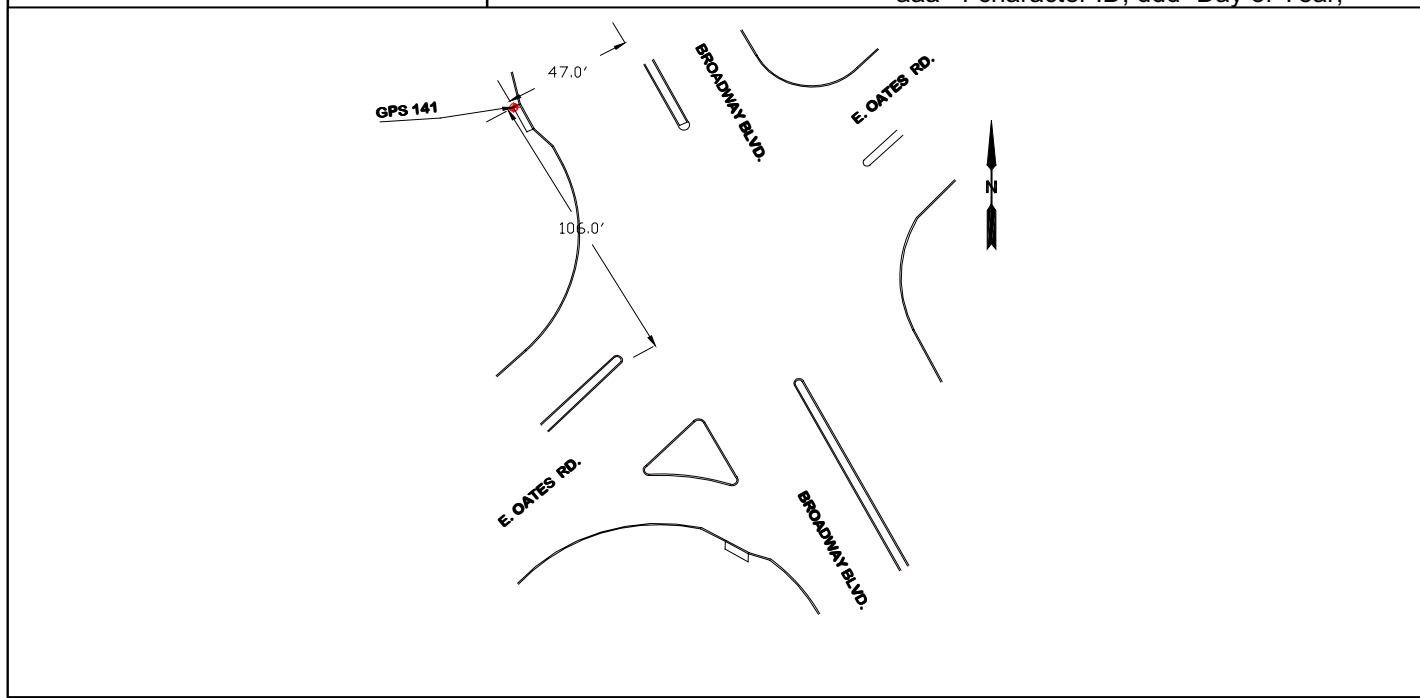 47.0'
BROADWAY BLVD.
E. OATES RD.
GPS 141
N
106.0'
E. OATES RD.
BROADWAY BLVD.